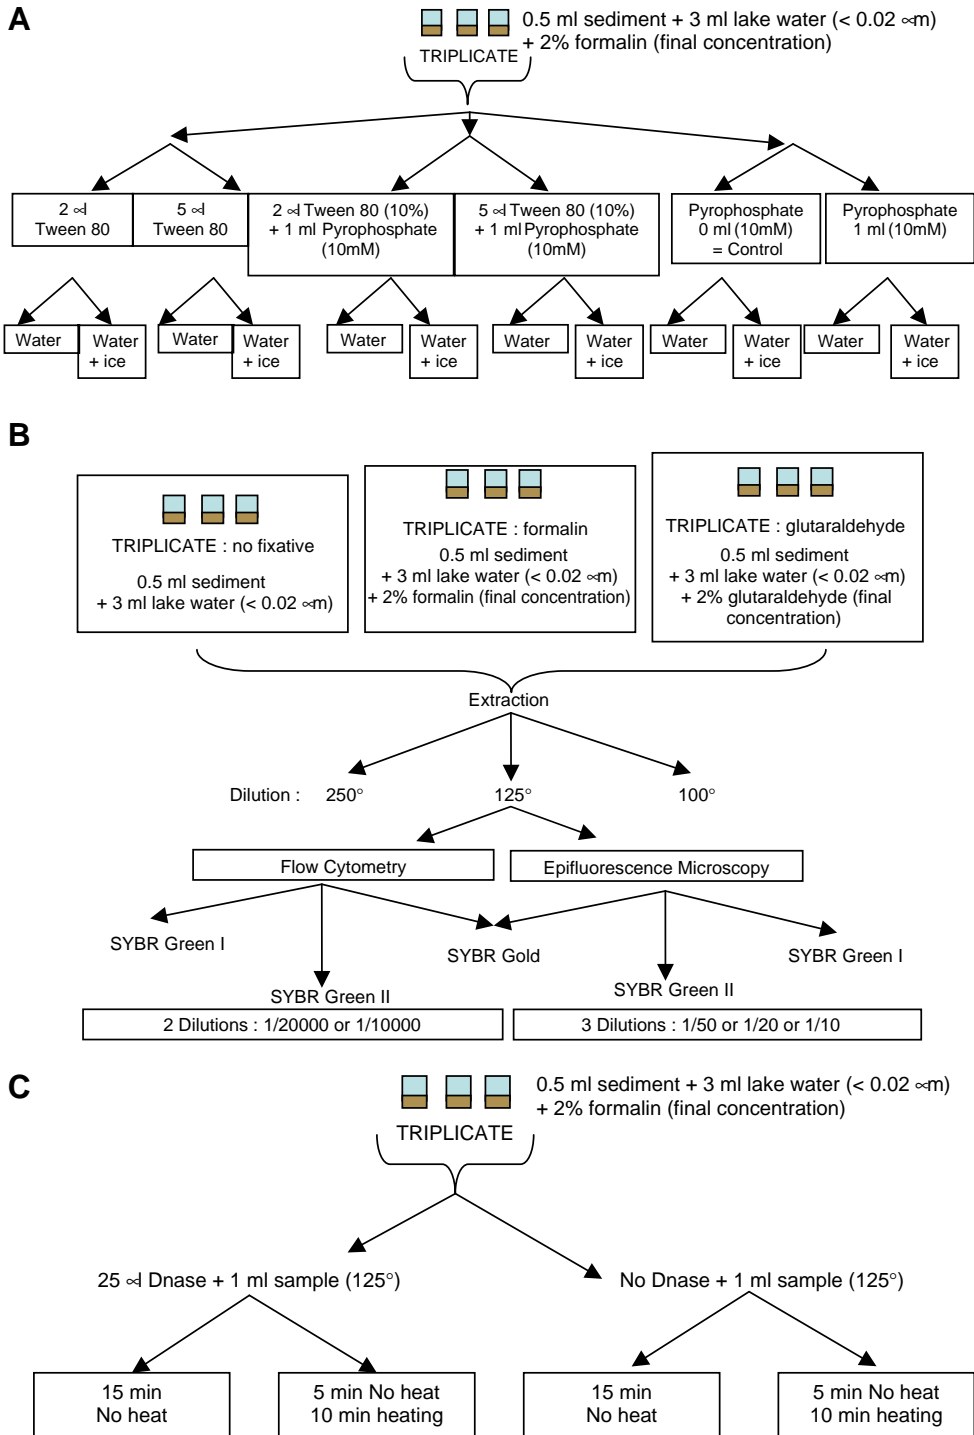 A
0.5 ml sediment + 3 ml lake water (< 0.02 ∝m)
+ 2% formalin (final concentration)
TRIPLICATE
2 ∝l
Tween 80
5 ∝l
Tween 80
2 ∝l Tween 80 (10%)
+ 1 ml Pyrophosphate
(10mM)
5 ∝l Tween 80 (10%)
+ 1 ml Pyrophosphate
(10mM)
Pyrophosphate
0 ml (10mM)
= Control
Pyrophosphate
1 ml (10mM)
Water
Water
+ ice
Water
Water
+ ice
Water
Water
+ ice
Water
Water
+ ice
Water
Water
+ ice
Water
Water
+ ice
B
TRIPLICATE : no fixative
0.5 ml sediment
+ 3 ml lake water (< 0.02 ∝m)
TRIPLICATE : formalin
0.5 ml sediment
+ 3 ml lake water (< 0.02 ∝m)
+ 2% formalin (final concentration)
TRIPLICATE : glutaraldehyde
0.5 ml sediment
+ 3 ml lake water (< 0.02 ∝m)
+ 2% glutaraldehyde (final
concentration)
Extraction
Dilution : 250° 125° 100°
Flow Cytometry
Epifluorescence Microscopy
SYBR Green I
SYBR Gold
SYBR Green I
SYBR Green II
SYBR Green II
2 Dilutions : 1/20000 or 1/10000
3 Dilutions : 1/50 or 1/20 or 1/10
C
0.5 ml sediment + 3 ml lake water (< 0.02 ∝m)
+ 2% formalin (final concentration)
TRIPLICATE
25 ∝l Dnase + 1 ml sample (125°)
No Dnase + 1 ml sample (125°)
15 min
No heat
5 min No heat
10 min heating
15 min
No heat
5 min No heat
10 min heating